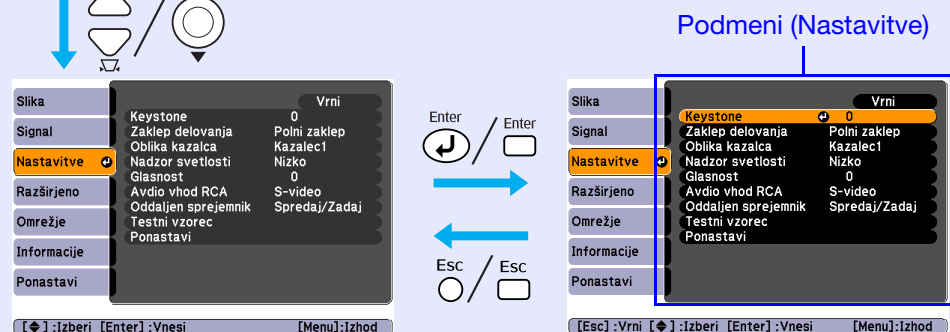 Podmeni (Nastavitve)
Slika
Signal
Nastavitve
Razširjeno
Omrežje
Informacije
Ponastavi
Vrni
Keystone 0
Zaklep delovanja Polni zaklep
Oblika kazalca Kazalec1
Nadzor svetlosti Nizko
Glasnost 0
Avdio vhod RCA S-video
Oddaljen sprejemnik Spredaj/Zadaj
Testni vzorec
Ponastavi
[ ] :Izberi [Enter] :Vnesi [Menu]:Izhod
Enter Enter
Esc Esc
Slika
Signal
Nastavitve
Razširjeno
Omrežje
Informacije
Ponastavi
Vrni
Keystone 0
Zaklep delovanja Polni zaklep
Oblika kazalca Kazalec1
Nadzor svetlosti Nizko
Glasnost 0
Avdio vhod RCA S-video
Oddaljen sprejemnik Spredaj/Zadaj
Testni vzorec
Ponastavi
[Esc] :Vrni [ ] :Izberi [Enter] :Vnesi [Menu]:Izhod